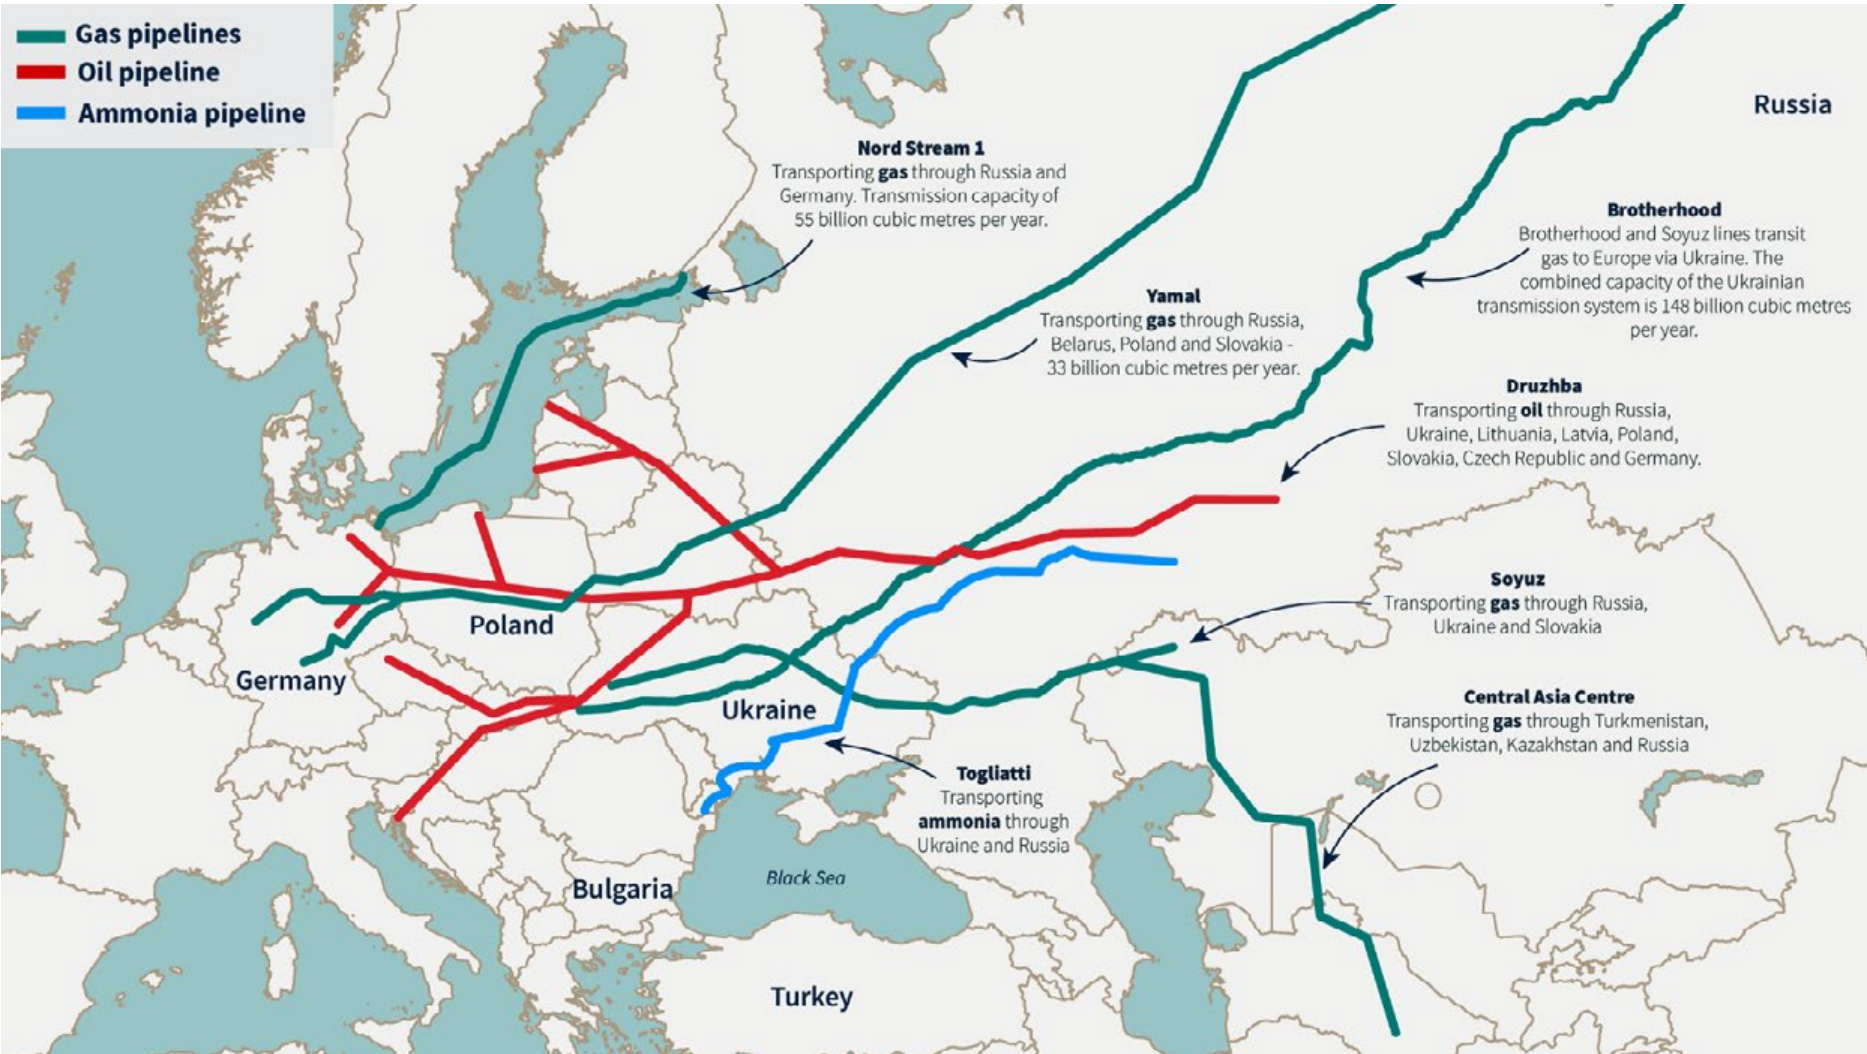 Gas pipelines
Oil pipeline
Ammonia pipeline
Russia
Nord Stream 1
Transporting gas through Russia and
Germany. Transmission capacity of
55 billion cubic metres per year.
Brotherhood
Brotherhood and Soyuz lines transit
gas to Europe via Ukraine. The
combined capacity of the Ukrainian
transmission system is 148 billion cubic metres
per year.
Yamal
Transporting gas through Russia,
Belarus, Poland and Slovakia -
33 billion cubic metres per year.
Druzhba
Transporting oil through Russia,
Ukraine, Lithuania, Latvia, Poland,
Slovakia, Czech Republic and Germany.
Soyuz
Transporting gas through Russia,
Ukraine and Slovakia
Poland
Germany
Ukraine
Central Asia Centre
Transporting gas through Turkmenistan,
Uzbekistan, Kazakhstan and Russia
Togliatti
Transporting
ammonia through
Ukraine and Russia
Bulgaria
Black Sea
Turkey